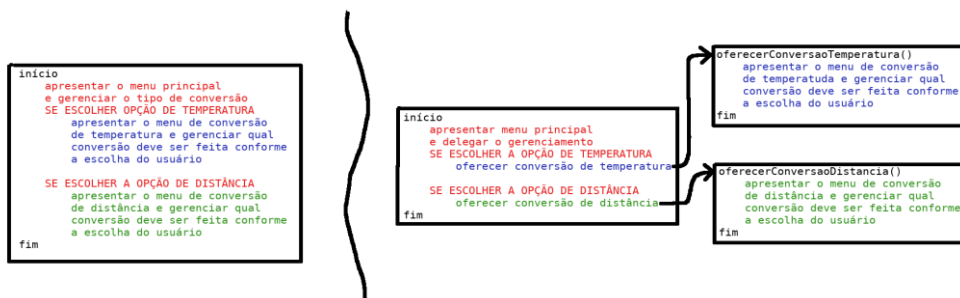 início
apresentar o menu principal
e gerenciar o tipo de conversão
SE ESCOLHER OPÇÃO DE TEMPERATURA
apresentar o menu de conversão
de temperatura e gerenciar qual
conversão deve ser feita conforme
a escolha do usuário
SE ESCOLHER A OPÇÃO DE DISTÂNCIA
apresentar o menu de conversão
de distância e gerenciar qual
conversão deve ser feita conforme
a escolha do usuário
fim
início
apresentar menu principal
e delegar o gerenciamento
SE ESCOLHER A OPÇÃO DE TEMPERATURA
oferecer conversão de temperatura
SE ESCOLHER A OPÇÃO DE DISTÂNCIA
oferecer conversão de distância
fim
oferecerConversaoTemperatura()
apresentar o menu de conversão
de temperatuda e gerenciar qual
conversão deve ser feita conforme
a escolha do usuário
fim
oferecerConversaoDistancia()
apresentar o menu de conversão
de distância e gerenciar qual
conversão deve ser feita conforme
a escolha do usuário
fim